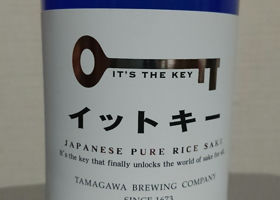 IT'S THE KEY
イットキー
JAPANESE PURE RICE SAKE
It's the key that finally unlocks the world of sake for all.
TAMAGAWA BREWING COMPANY
SINCE 1673